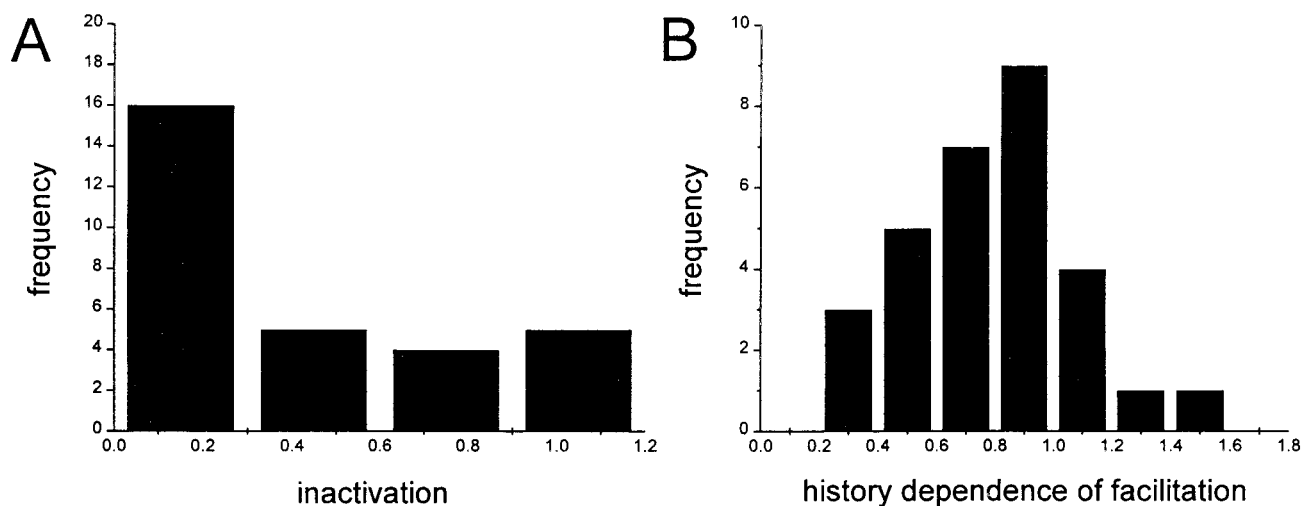 A
frequency
20
18
16
14
12
10
8
6
4
2
0
0.0 0.2 0.4 0.6 0.8 1.0 1.2
inactivation
B
frequency
10
8
6
4
2
0
0.0 0.2 0.4 0.6 0.8 1.0 1.2 1.4 1.6 1.8
history dependence of facilitation